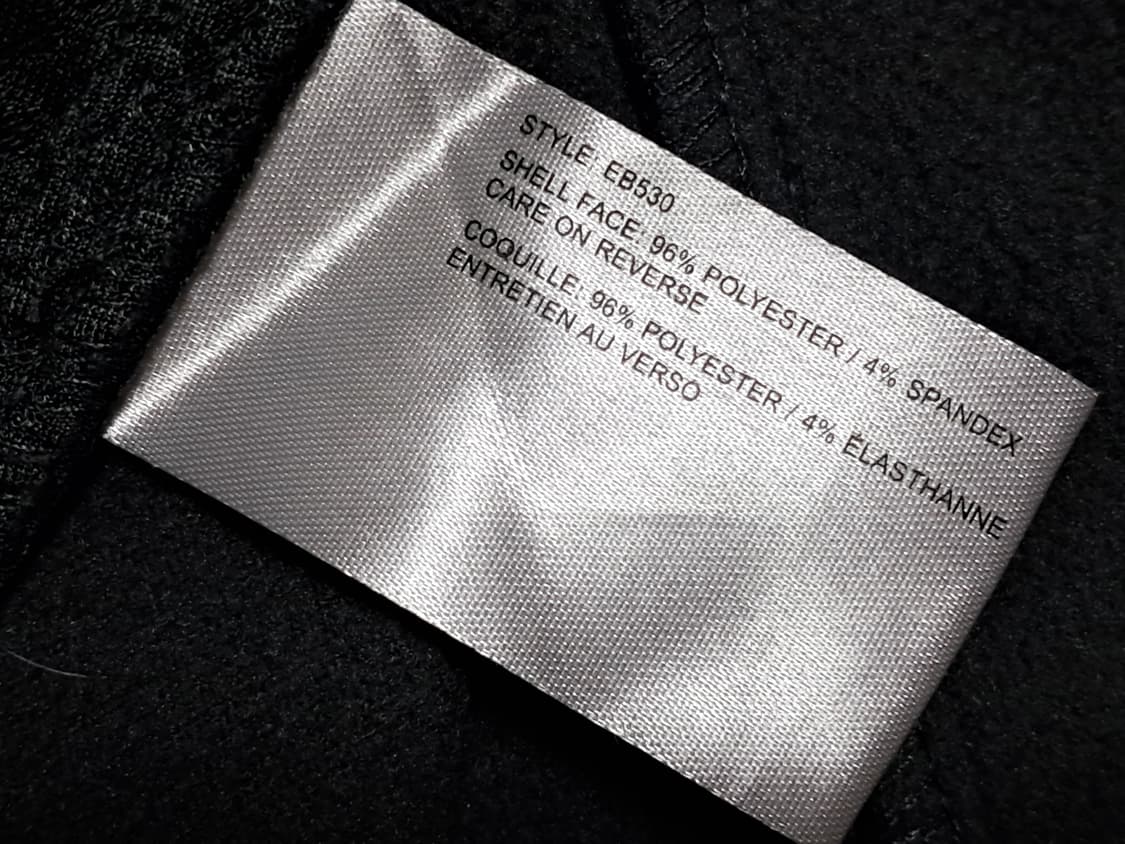 STYLE: EB530
SHELL FACE: 96% POLYESTER / 4% SPANDEX
CARE ON REVERSE
COQUILLE: 96% POLYESTER / 4% ÉLASTHANNE
ENTRETIEN AU VERSO